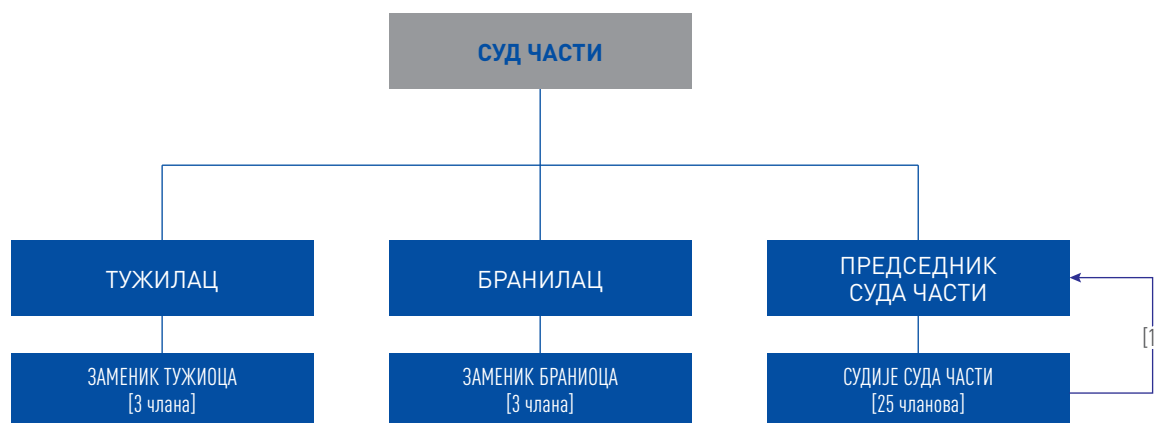 СУД ЧАСТИ
ТУЖИЛАЦ
БРАНИЛАЦ
ПРЕДСЕДНИК
СУДА ЧАСТИ
ЗАМЕНИК ТУЖИОЦА
[3 члана]
ЗАМЕНИК БРАНИОЦА
[3 члана]
СУДИЈЕ СУДА ЧАСТИ
[25 чланова]
[1